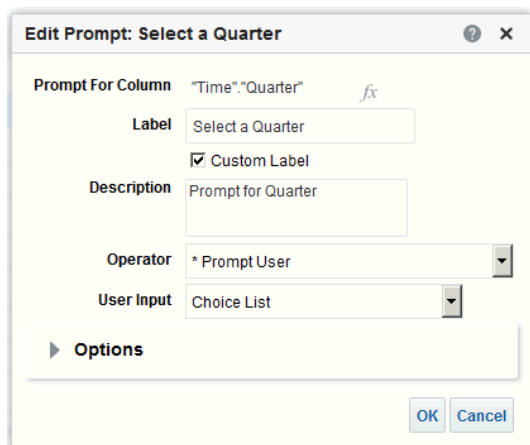 Edit Prompt: Select a Quarter ? ×
Prompt For Column "Time"."Quarter" fx
Label Select a Quarter
Custom Label
Description Prompt for Quarter
Operator * Prompt User
User Input Choice List
Options
OK Cancel